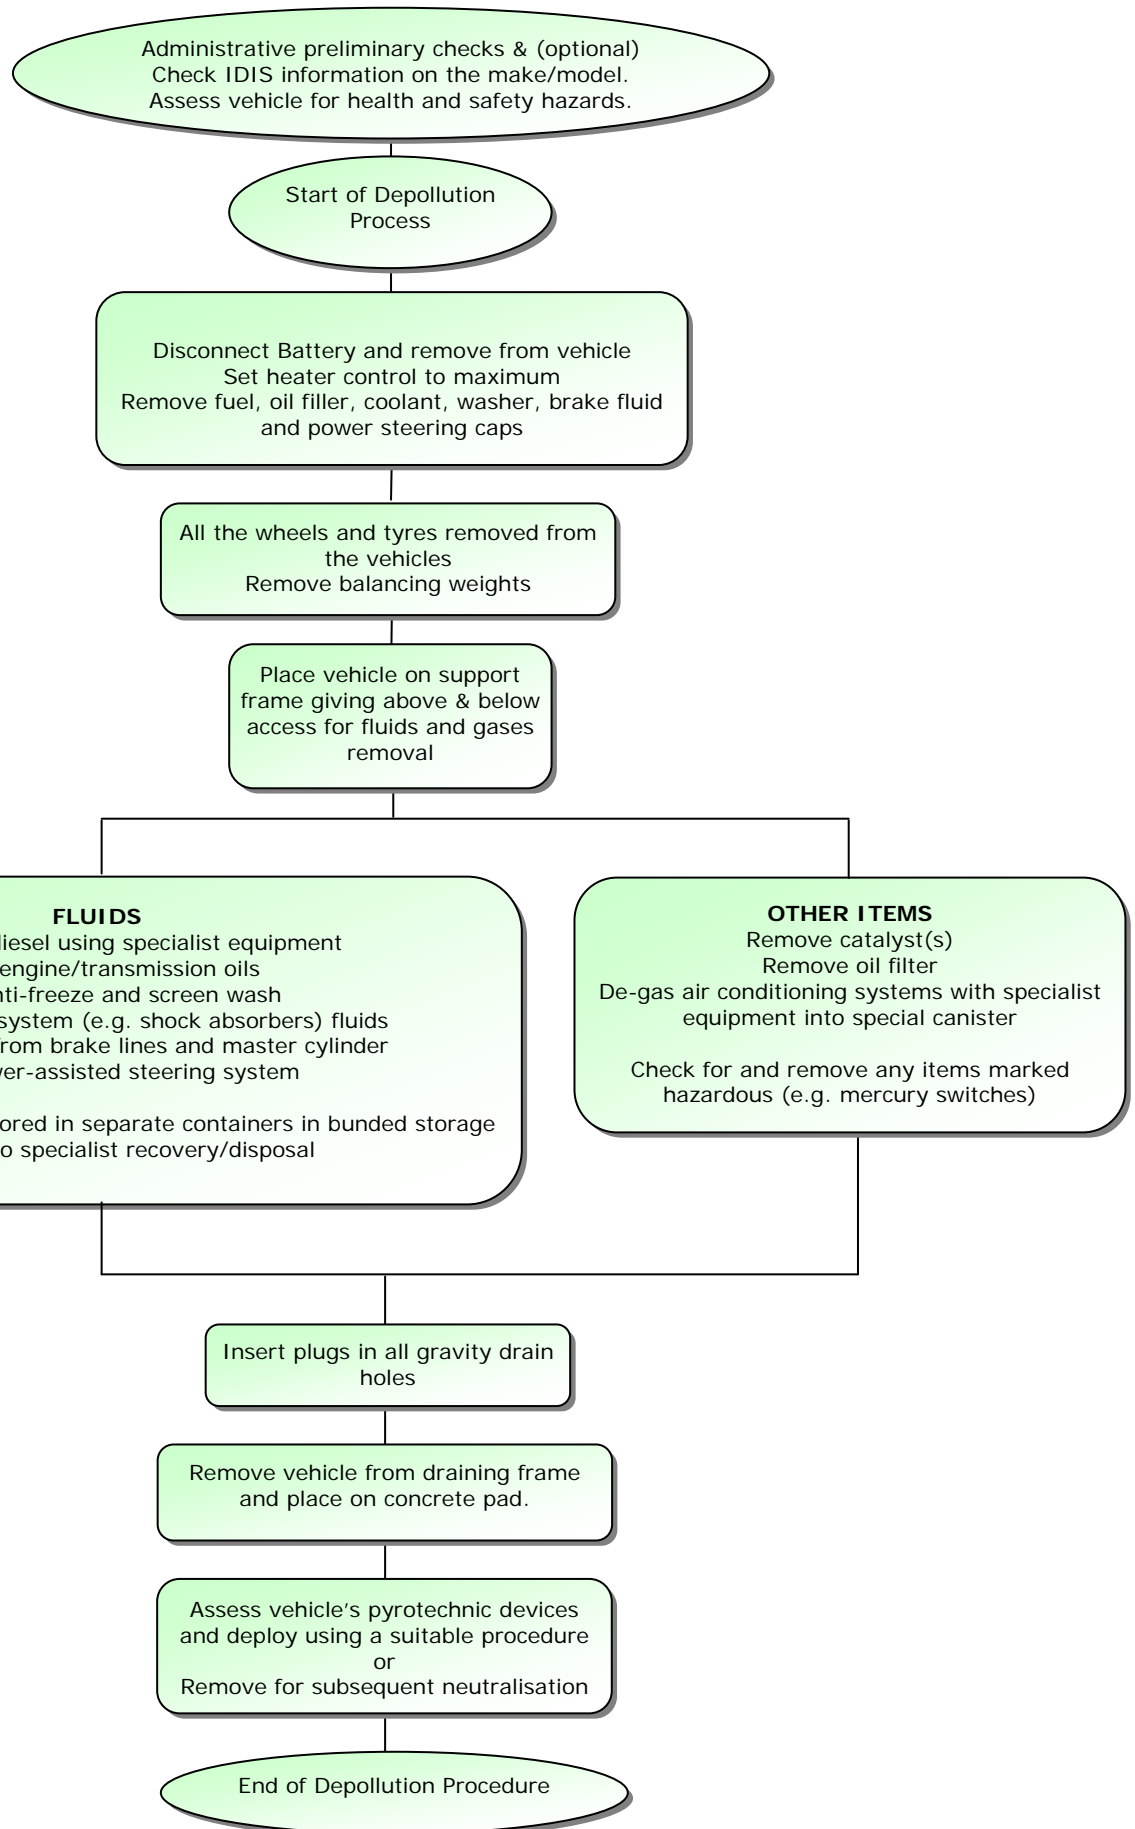 Administrative preliminary checks & (optional)
Check IDIS information on the make/model.
Assess vehicle for health and safety hazards.
Start of Depollution
Process
Disconnect Battery and remove from vehicle
Set heater control to maximum
Remove fuel, oil filler, coolant, washer, brake fluid
and power steering caps
All the wheels and tyres removed from
the vehicles
Remove balancing weights
Place vehicle on support
frame giving above & below
access for fluids and gases
removal
FLUIDS
diesel using specialist equipment
engine/transmission oils
and screen wash
system (e.g. shock absorbers) fluids
from brake lines and master cylinder
steering system
in separate containers in bunded storage
specialist recovery/disposal
OTHER ITEMS
Remove catalyst(s)
Remove oil filter
De-gas air conditioning systems with specialist
equipment into special canister
Check for and remove any items marked
hazardous (e.g. mercury switches)
Insert plugs in all gravity drain
holes
Remove vehicle from draining frame
and place on concrete pad.
Assess vehicle's pyrotechnic devices
and deploy using a suitable procedure
or
Remove for subsequent neutralisation
End of Depollution Procedure